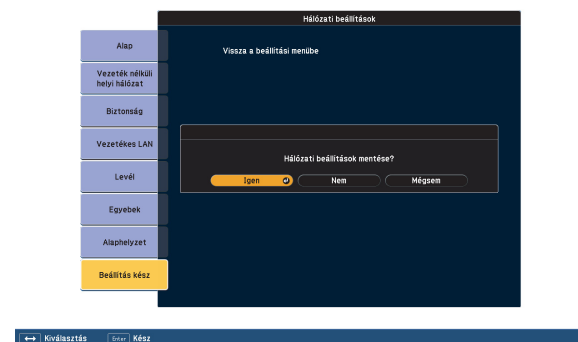 Hálózati beállítások
Alap
Vissza a beállítási menübe
Vezeték nélküli
helyi hálózat
Biztonság
Vezetékes LAN
Levél
Egyebek
Alaphelyzet
Beállítás kész
Hálózati beállítások mentése?
Igen
Nem
Mégsem
Kiválasztás
Enter Kész